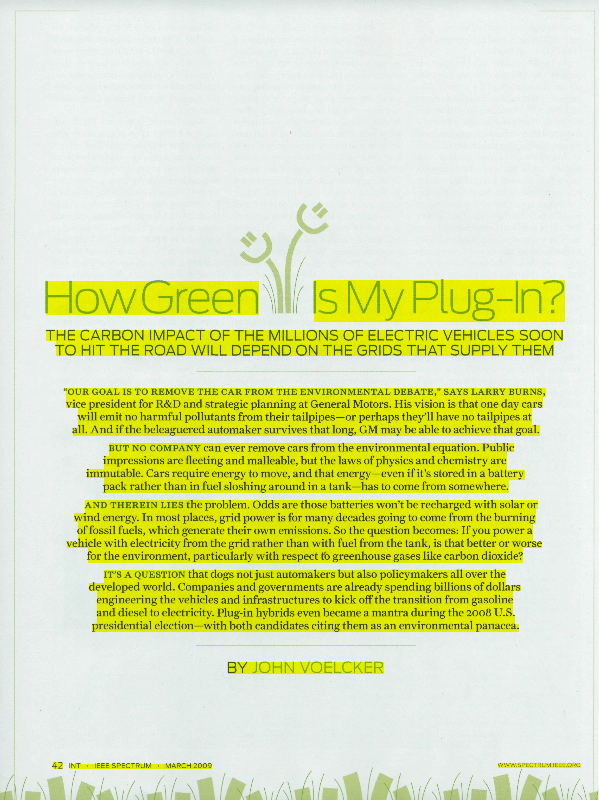 How Green Is My Plug-In?
THE CARBON IMPACT OF THE MILLIONS OF ELECTRIC VEHICLES SOON
TO HIT THE ROAD WILL DEPEND ON THE GRIDS THAT SUPPLY THEM
“OUR GOAL IS TO REMOVE THE CAR FROM THE ENVIRONMENTAL DEBATE,” SAYS LARRY BURNS,
vice president for R&D and strategic planning at General Motors. His vision is that one day cars
will emit no harmful pollutants from their tailpipes—or perhaps they’ll have no tailpipes at
all. And if the beleaguered automaker survives that long, GM may be able to achieve that goal.
BUT NO COMPANY can ever remove cars from the environmental equation. Public
impressions are fleeting and malleable, but the laws of physics and chemistry are
immutable. Cars require energy to move, and that energy—even if it’s stored in a battery
pack rather than in fuel sloshing around in a tank—has to come from somewhere.
AND THEREIN LIES the problem. Odds are those batteries won’t be recharged with solar or
wind energy. In most places, grid power is for many decades going to come from the burning
of fossil fuels, which generate their own emissions. So the question becomes: If you power a
vehicle with electricity from the grid rather than with fuel from the tank, is that better or worse
for the environment, particularly with respect to greenhouse gases like carbon dioxide?
IT’S A QUESTION that dogs not just automakers but also policymakers all over the
developed world. Companies and governments are already spending billions of dollars
engineering the vehicles and infrastructures to kick off the transition from gasoline
and diesel to electricity. Plug-in hybrids even became a mantra during the 2008 U.S.
presidential election—with both candidates citing them as an environmental panacea.
BY JOHN VOELCKER
42 INT · IEEE SPECTRUM · MARCH 2009
WWW.SPECTRUM.IEEE.ORG